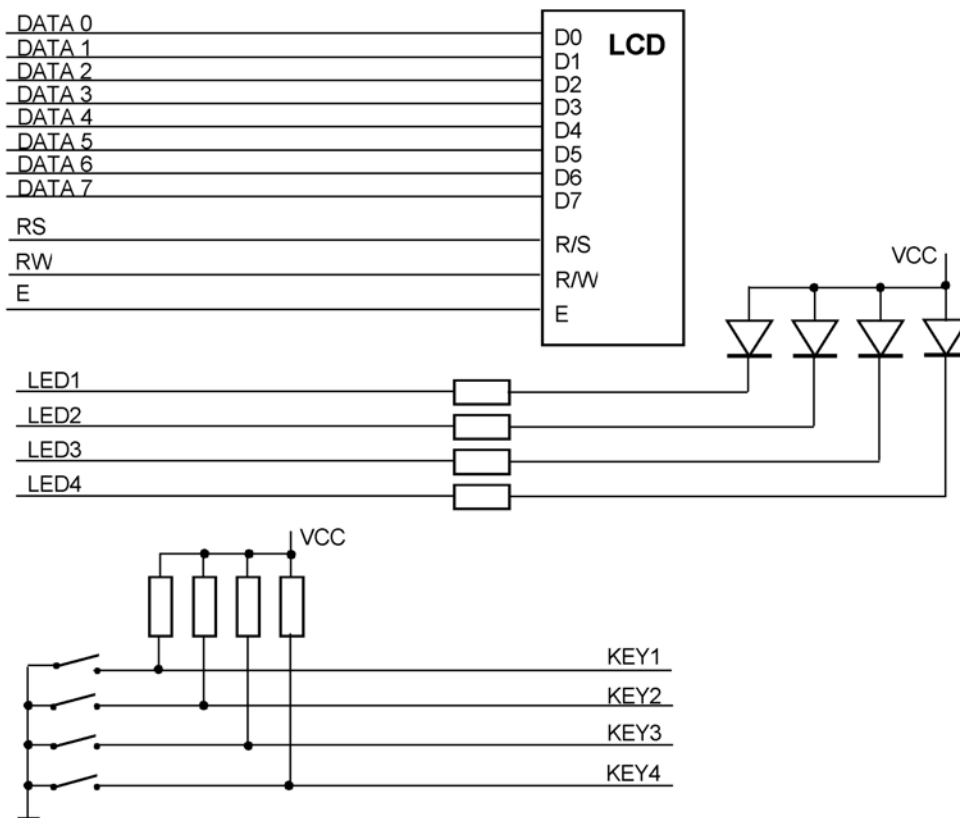 DATA 0
DATA 1
DATA 2
DATA 3
DATA 4
DATA 5
DATA 6
DATA 7
RS
RW
E
LCD
D0
D1
D2
D3
D4
D5
D6
D7
R/S
R/W
E
VCC
LED1
LED2
LED3
LED4
VCC
KEY1
KEY2
KEY3
KEY4